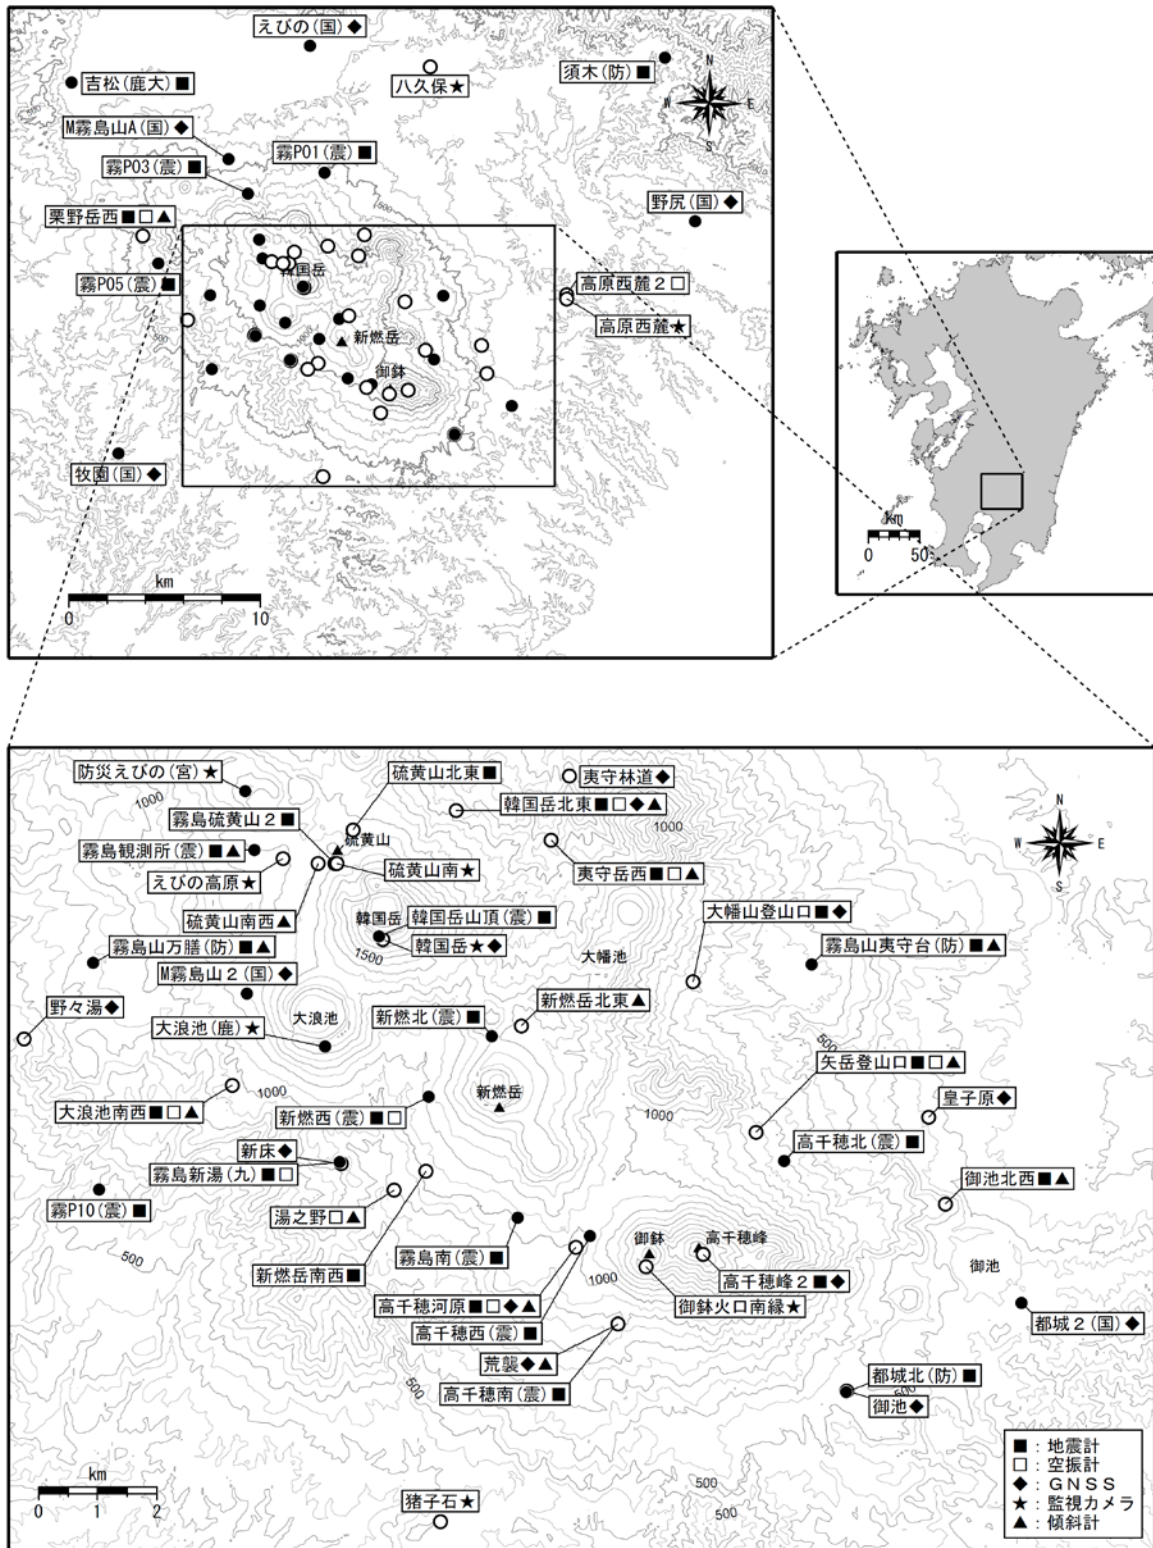 えびの(国)◆
八久保★
須木(防)■
吉松(鹿大)■
N
W E
S
M霧島山A(国)◆
霧P01(震)■
霧P03(震)■
野尻(国)◆
栗野岳西■□▲
500
霧P05(震)■
韓国岳
高原西麓2□
高原西麓★
1000
500
新燃岳
御鉢
牧園(国)◆
km
0 10
km
0 50
防災えびの(宮)★
硫黄山北東■
夷守林道◆
1000
韓国岳北東■□◆▲
N
霧島硫黄山2■
硫黄山
1000
W E
霧島観測所(震)■▲
硫黄山南★
夷守岳西■□▲
S
えびの高原★
硫黄山南西▲
韓国岳
韓国岳山頂(震)■
大幡山登山口■◆
霧島山万膳(防)■▲
韓国岳★◆
1500
大幡池
霧島山夷守台(防)■▲
M霧島山2(国)◆
野々湯◆
大浪池
新燃岳北東▲
大浪池(鹿)★
新燃北(震)■
500
矢岳登山口■□▲
1000
新燃岳
大浪池南西■□▲
新燃西(震)■□
1000
皇子原◆
新床◆
高千穂北(震)■
霧島新湯(九)■□
御池北西■▲
霧P10(震)■
湯之野□▲
霧島南(震)■
御鉢
高千穂峰
500
新燃岳南西■
1000
高千穂峰2■◆
御池
高千穂河原■□◆▲
御鉢火口南縁★
高千穂西(震)■
都城2(国)◆
荒襲◆▲
500
高千穂南(震)■
都城北(防)■
500
御池◆
■:地震計
□:空振計
◆:GNSS
★:監視カメラ
▲:傾斜計
km
0 1 2
500
猪子石★
500